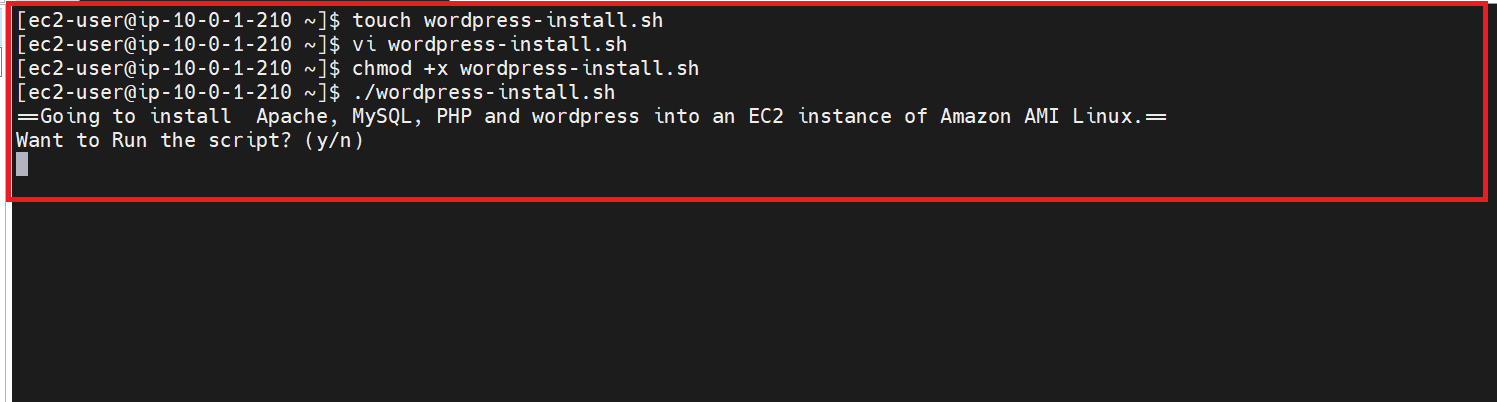 [ec2-user@ip-10-0-1-210 ~]$ touch wordpress-install.sh
[ec2-user@ip-10-0-1-210 ~]$ vi wordpress-install.sh
[ec2-user@ip-10-0-1-210 ~]$ chmod +x wordpress-install.sh
[ec2-user@ip-10-0-1-210 ~]$ ./wordpress-install.sh
==Going to install  Apache, MySQL, PHP and wordpress into an EC2 instance of Amazon AMI Linux.==
Want to Run the script? (y/n)